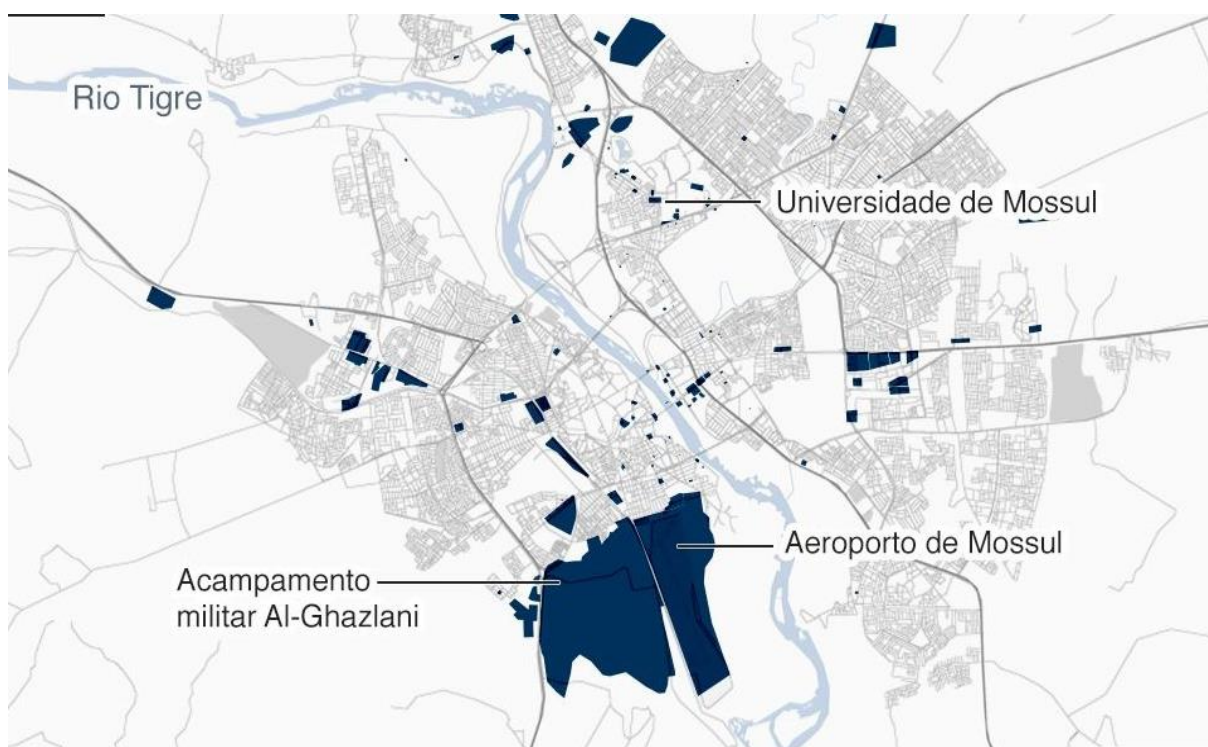 Rio Tigre
Universidade de Mossul
Aeroporto de Mossul
Acampamento
militar Al-Ghazlani